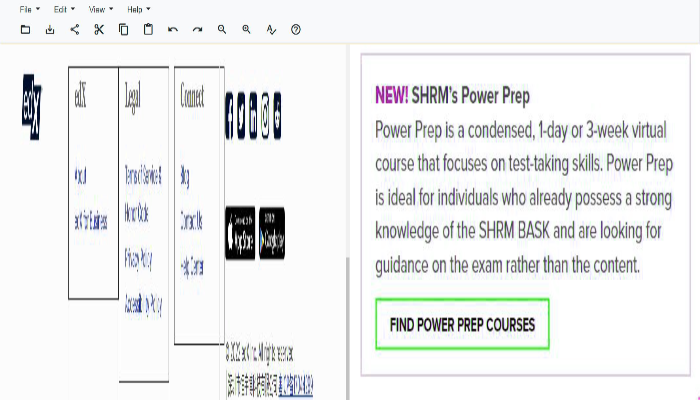 File Edit View Help
edX
edX
Legal
Connect
About
edX for Business
Terms of Service &
Honor Code
Privacy Policy
Accessibility Policy
Blog
Contact Us
Help Center
App Store
Google play
edX Inc. All rights reserved.
NEW! SHRM's Power Prep
Power Prep is a condensed, 1-day or 3-week virtual
course that focuses on test-taking skills. Power Prep
is ideal for individuals who already possess a strong
knowledge of the SHRM BASK and are looking for
guidance on the exam rather than the content.
FIND POWER PREP COURSES